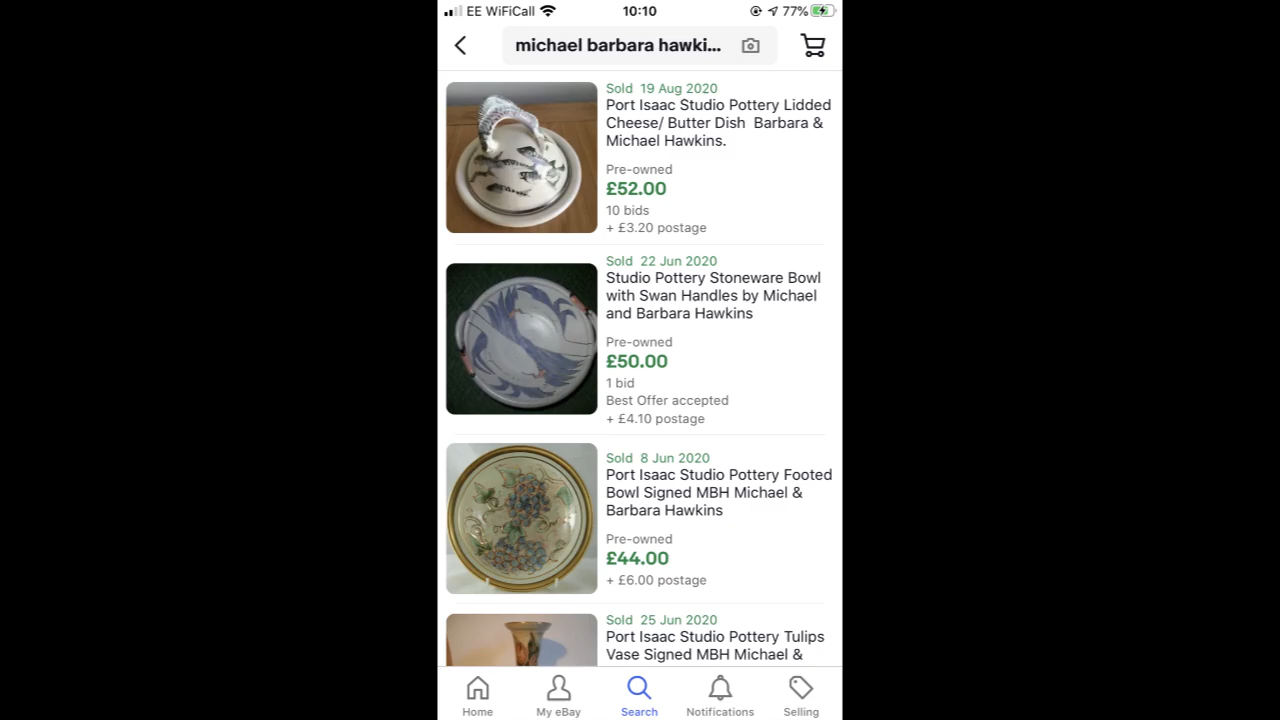 EE WiFiCall 10:10 77%
michael barbara hawki...
Sold 19 Aug 2020
Port Isaac Studio Pottery Lidded
Cheese/ Butter Dish Barbara &
Michael Hawkins.
Pre-owned
£52.00
10 bids
+ £3.20 postage
Sold 22 Jun 2020
Studio Pottery Stoneware Bowl
with Swan Handles by Michael
and Barbara Hawkins
Pre-owned
£50.00
1 bid
Best Offer accepted
+ £4.10 postage
Sold 8 Jun 2020
Port Isaac Studio Pottery Footed
Bowl Signed MBH Michael &
Barbara Hawkins
Pre-owned
£44.00
+ £6.00 postage
Sold 25 Jun 2020
Port Isaac Studio Pottery Tulips
Vase Signed MBH Michael &
Home My eBay Search Notifications Selling